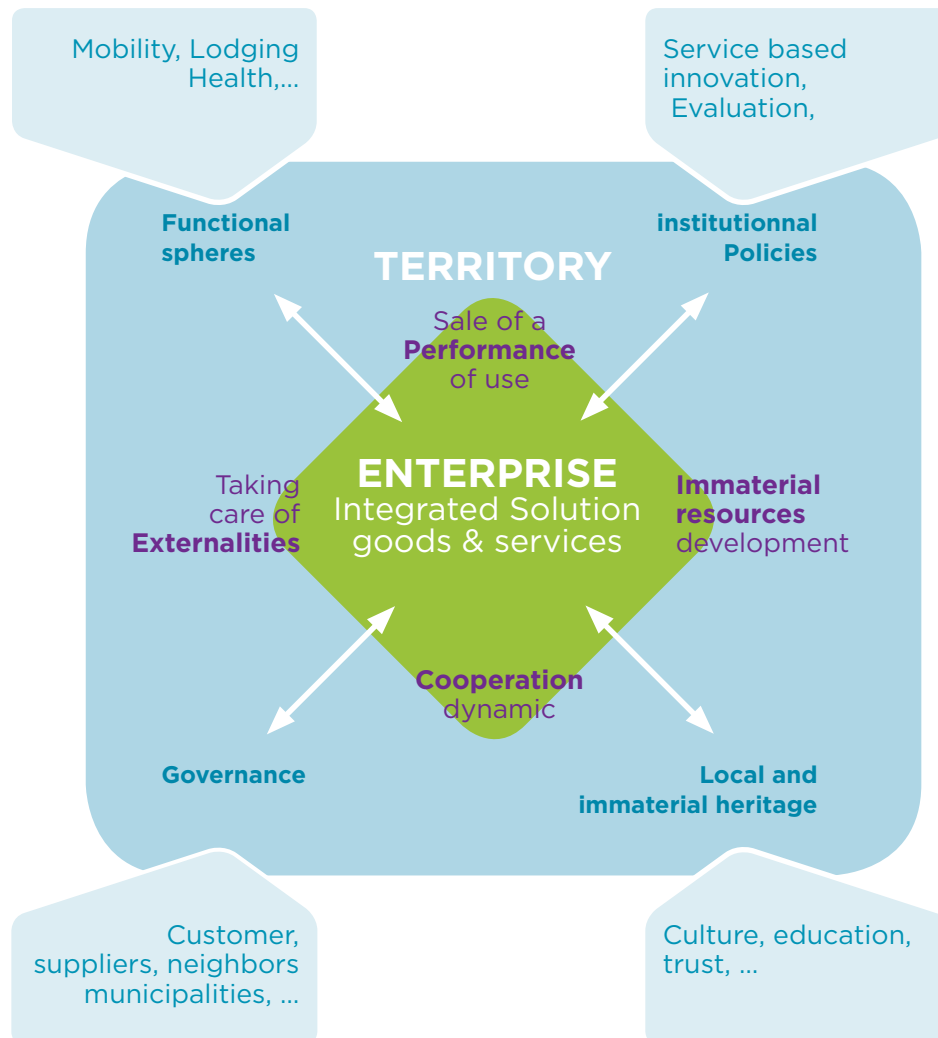 Mobility, Lodging
Health,...
Service based
innovation,
Evaluation,
Functional
spheres
institutionnal
Policies
TERRITORY
Sale of a
Performance
of use
Taking
care of
Externalities
ENTERPRISE
Integrated Solution
goods & services
Immaterial
resources
development
Cooperation
dynamic
Governance
Local and
immaterial heritage
Customer,
suppliers, neighbors
municipalities, ...
Culture, education,
trust, ...